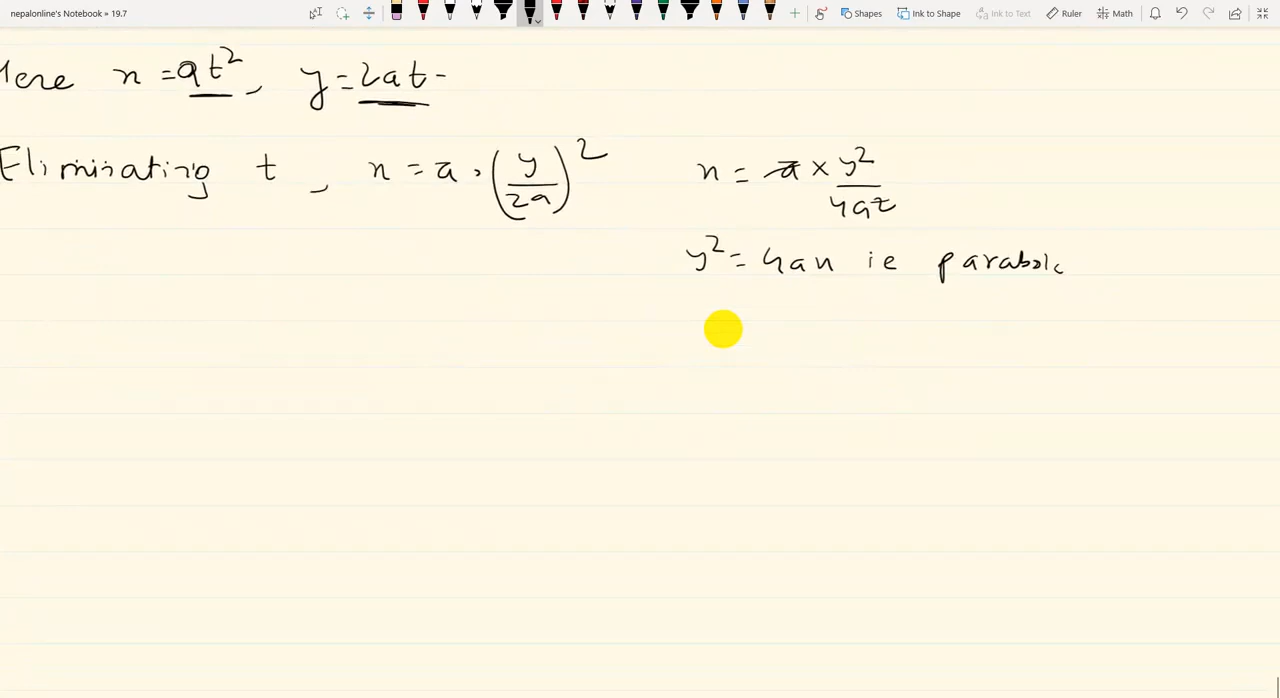 nepalonline's Notebook » 19.7
Shapes Ink to Shape Ink to Text Ruler Math
Here x = at², y = 2at
Eliminating t, x = a · (y/2a)² x = a × y²/4a²
y² = 4ax ie parabola